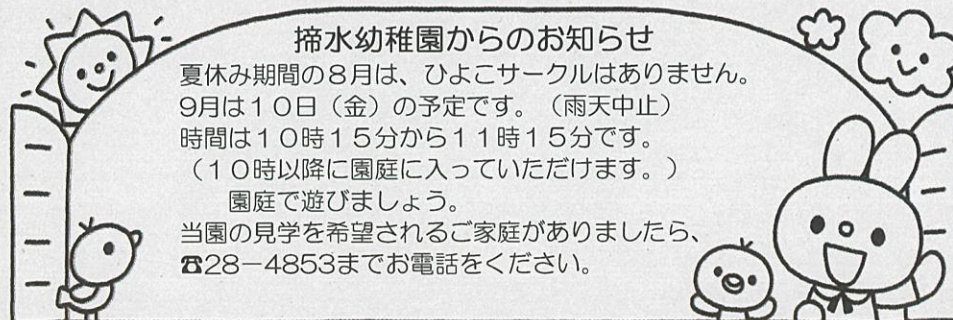 揥水幼稚園からのお知らせ
夏休み期間の8月は、ひよこサークルはありません。
9月は10日（金）の予定です。（雨天中止）
時間は10時15分から11時15分です。
（10時以降に園庭に入っていただけます。）
園庭で遊びましょう。
当園の見学を希望されるご家庭がありましたら、
☎28－4853までお電話をください。